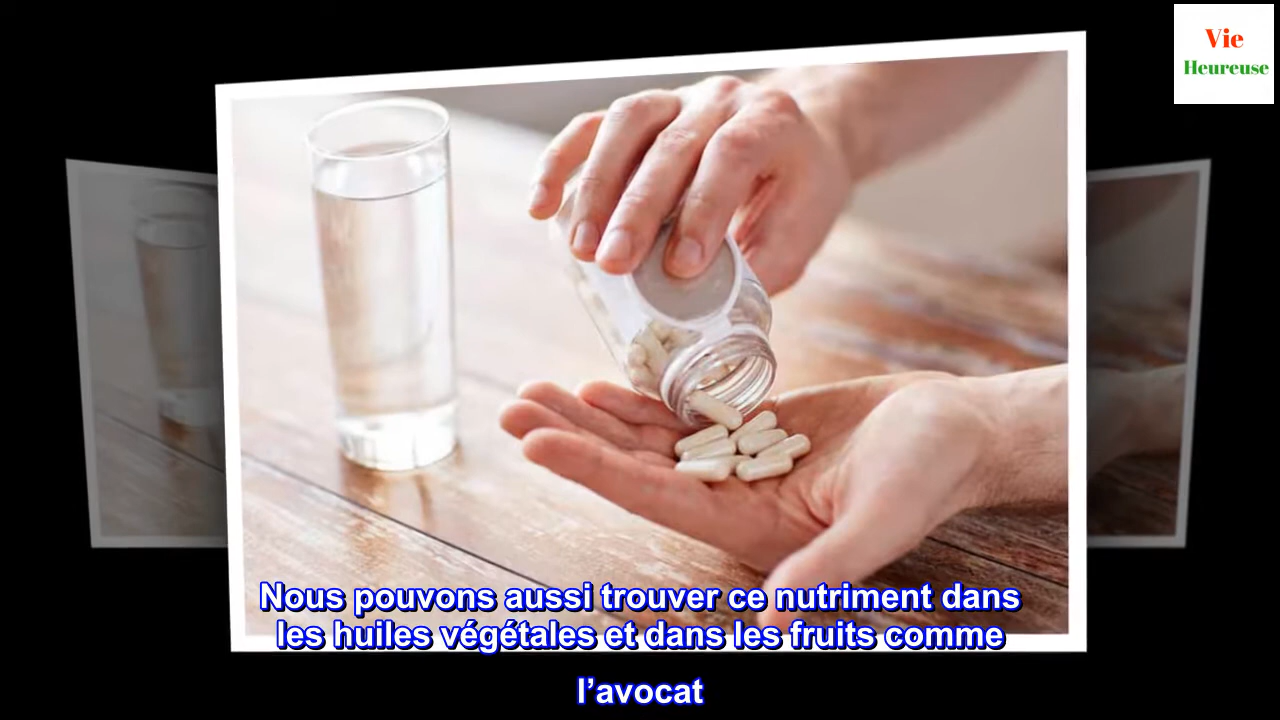 Vie
Heureuse
Nous pouvons aussi trouver ce nutriment dans
les huiles végétales et dans les fruits comme
l’avocat